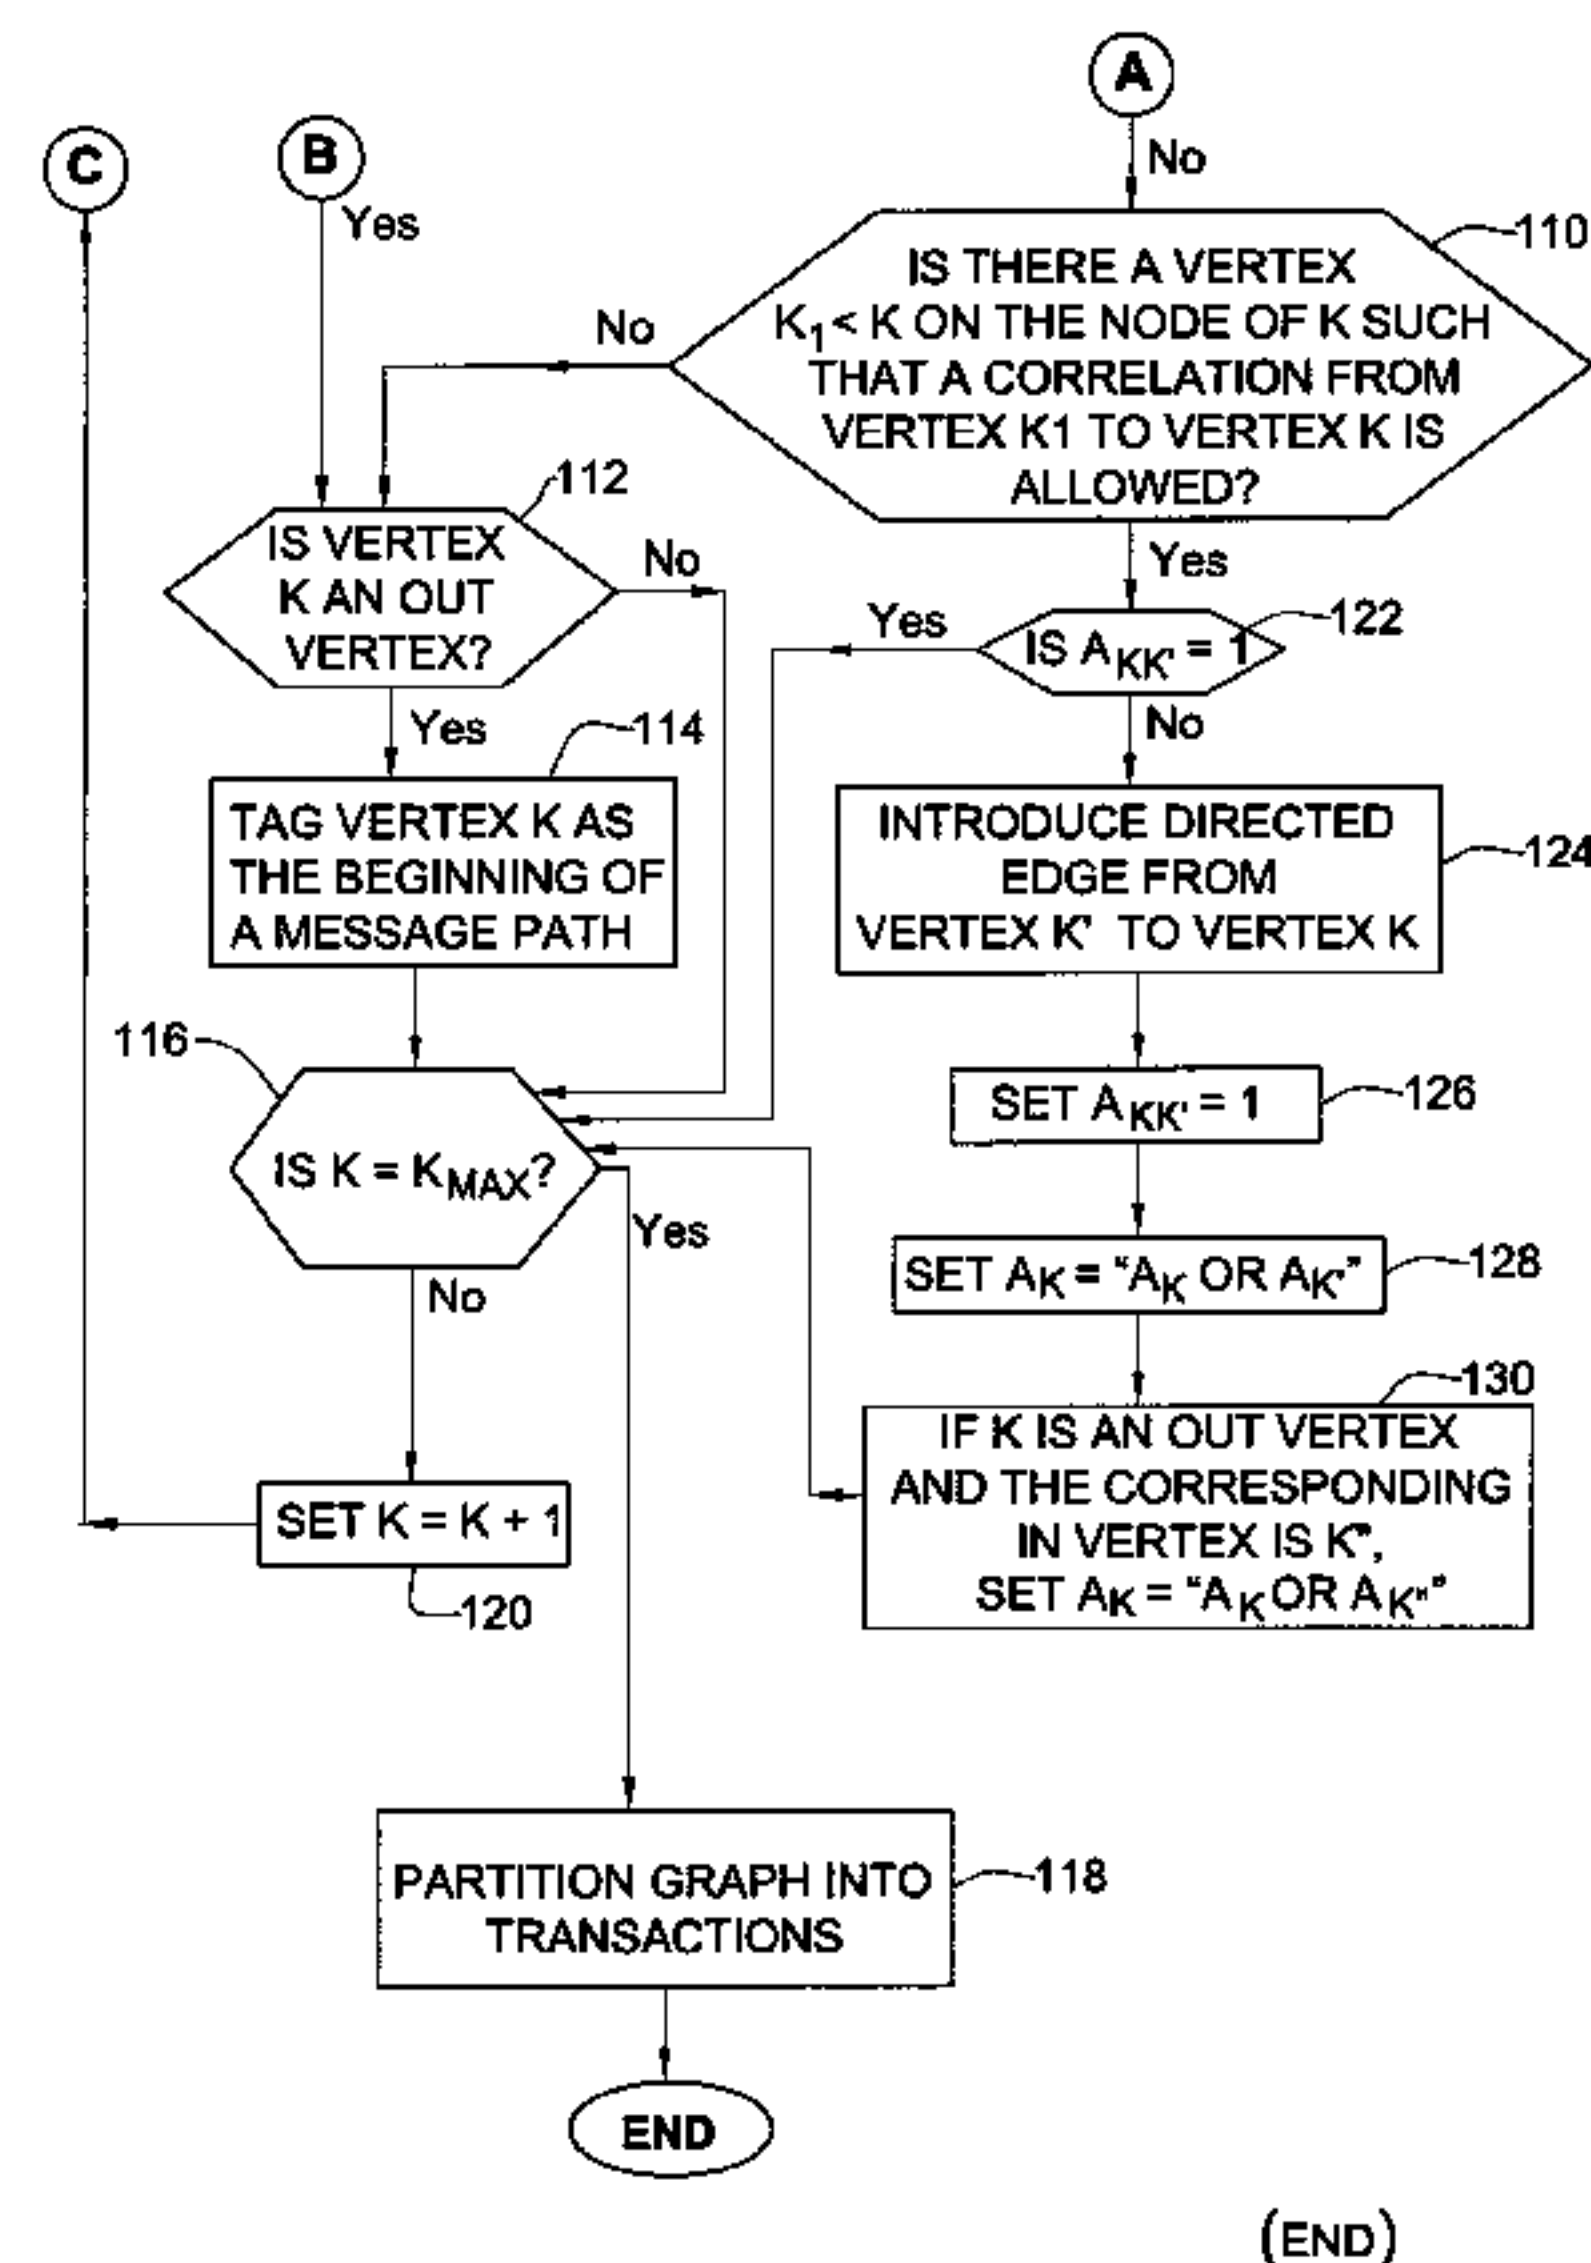 A
No
C
B
Yes
110
IS THERE A VERTEX
K1< K ON THE NODE OF K SUCH
THAT A CORRELATION FROM
VERTEX K1 TO VERTEX K IS
ALLOWED?
No
112
IS VERTEX
K AN OUT
VERTEX?
No
Yes
Yes
122
IS AKK' = 1
No
Yes
114
TAG VERTEX K AS
THE BEGINNING OF
A MESSAGE PATH
INTRODUCE DIRECTED
EDGE FROM
VERTEX K' TO VERTEX K
124
116
IS K = KMAX?
Yes
No
SET AKK' = 1
126
SET AK = “AK OR AK'”
128
130
IF K IS AN OUT VERTEX
AND THE CORRESPONDING
IN VERTEX IS K”,
SET AK = “AK OR AK"”
SET K = K + 1
120
PARTITION GRAPH INTO
TRANSACTIONS
118
END
(END)